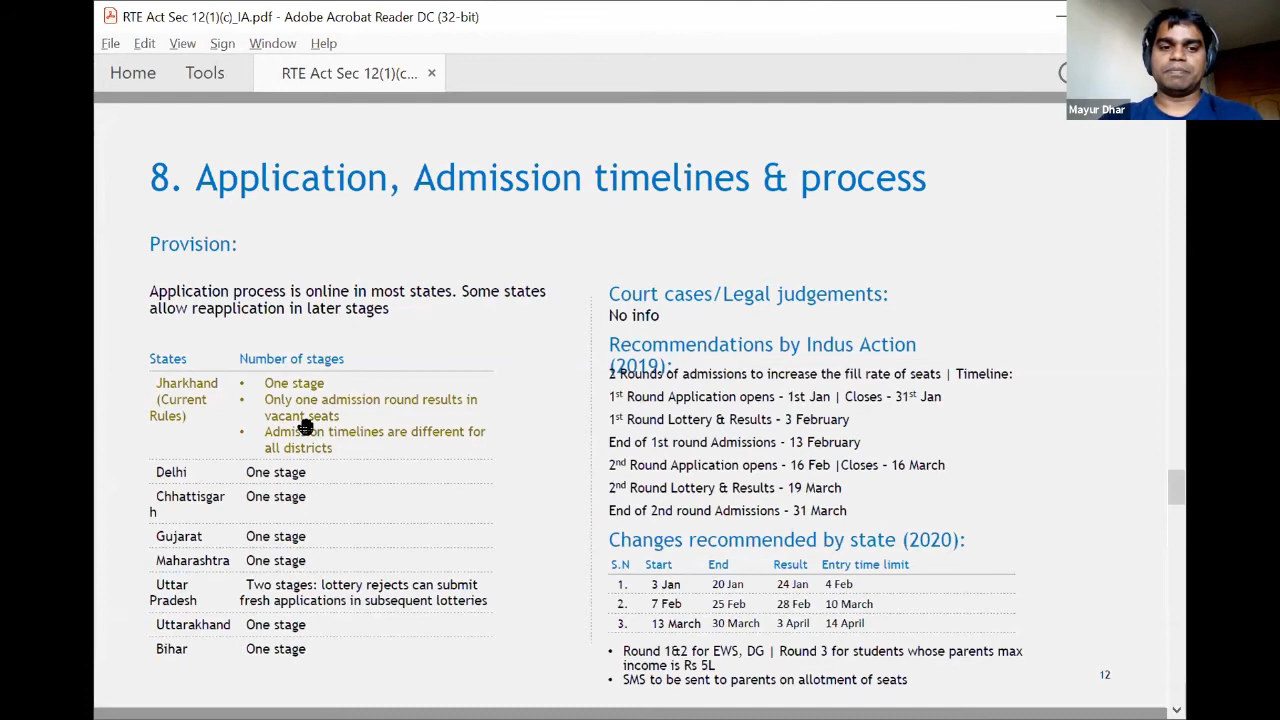 RTE Act Sec 12(1)(c)_IA.pdf - Adobe Acrobat Reader DC (32-bit)
File Edit View Sign Window Help
Home Tools RTE Act Sec 12(1)(c... ×
Mayur Dhar
8. Application, Admission timelines & process
Provision:
Application process is online in most states. Some states
allow reapplication in later stages
States Number of stages
Jharkhand
(Current
Rules)
• One stage
• Only one admission round results in
vacant seats
• Admission timelines are different for
all districts
Delhi One stage
Chhattisgar
h
One stage
Gujarat One stage
Maharashtra One stage
Uttar
Pradesh
Two stages: lottery rejects can submit
fresh applications in subsequent lotteries
Uttarakhand One stage
Bihar One stage
Court cases/Legal judgements:
No info
Recommendations by Indus Action
(2019):
2 Rounds of admissions to increase the fill rate of seats | Timeline:
1st Round Application opens - 1st Jan | Closes - 31st Jan
1st Round Lottery & Results - 3 February
End of 1st round Admissions - 13 February
2nd Round Application opens - 16 Feb |Closes - 16 March
2nd Round Lottery & Results - 19 March
End of 2nd round Admissions - 31 March
Changes recommended by state (2020):
S.N Start End Result Entry time limit
1. 3 Jan 20 Jan 24 Jan 4 Feb
2. 7 Feb 25 Feb 28 Feb 10 March
3. 13 March 30 March 3 April 14 April
• Round 1&2 for EWS, DG | Round 3 for students whose parents max
income is Rs 5L
• SMS to be sent to parents on allotment of seats
12